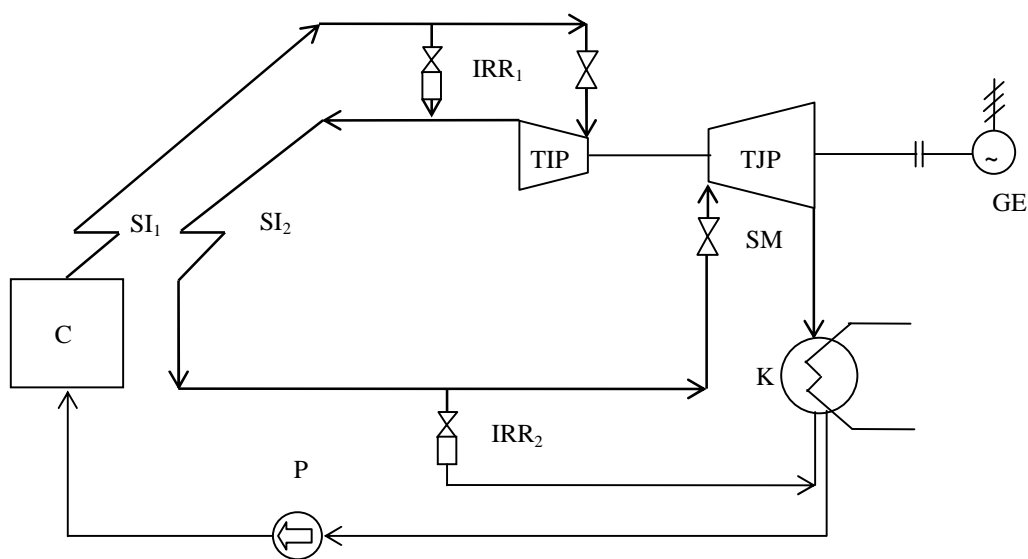 IRR₁
TIP
TJP
~
GE
SI₁
SI₂
SM
C
K
IRR₂
P